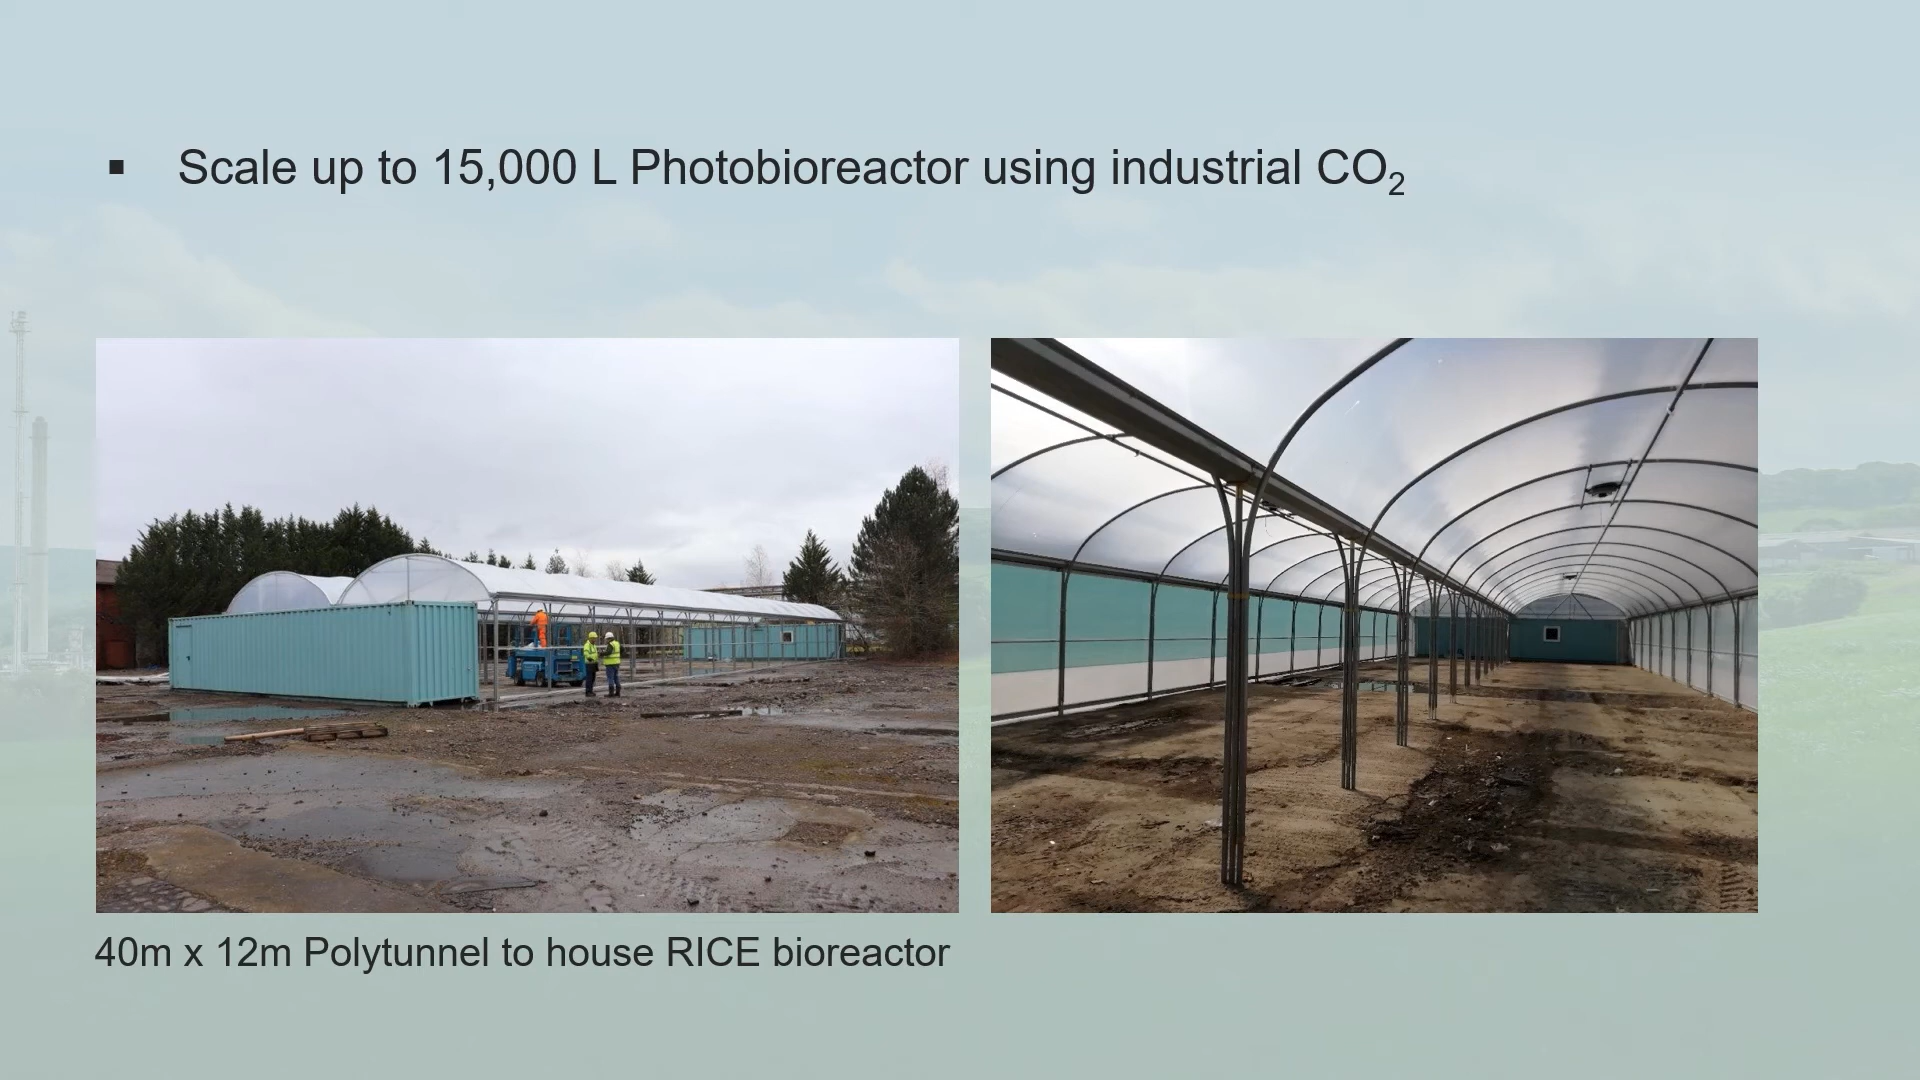 ▪ Scale up to 15,000 L Photobioreactor using industrial CO₂
40m x 12m Polytunnel to house RICE bioreactor